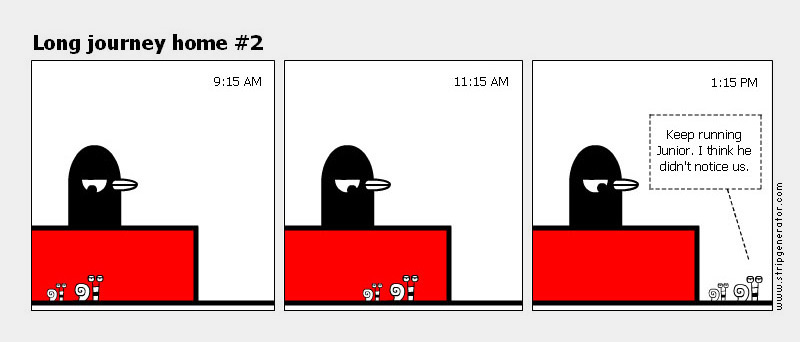 Long journey home #2
9:15 AM
11:15 AM
1:15 PM
Keep running
Junior. I think he
didn't notice us.
www.stripgenerator.com